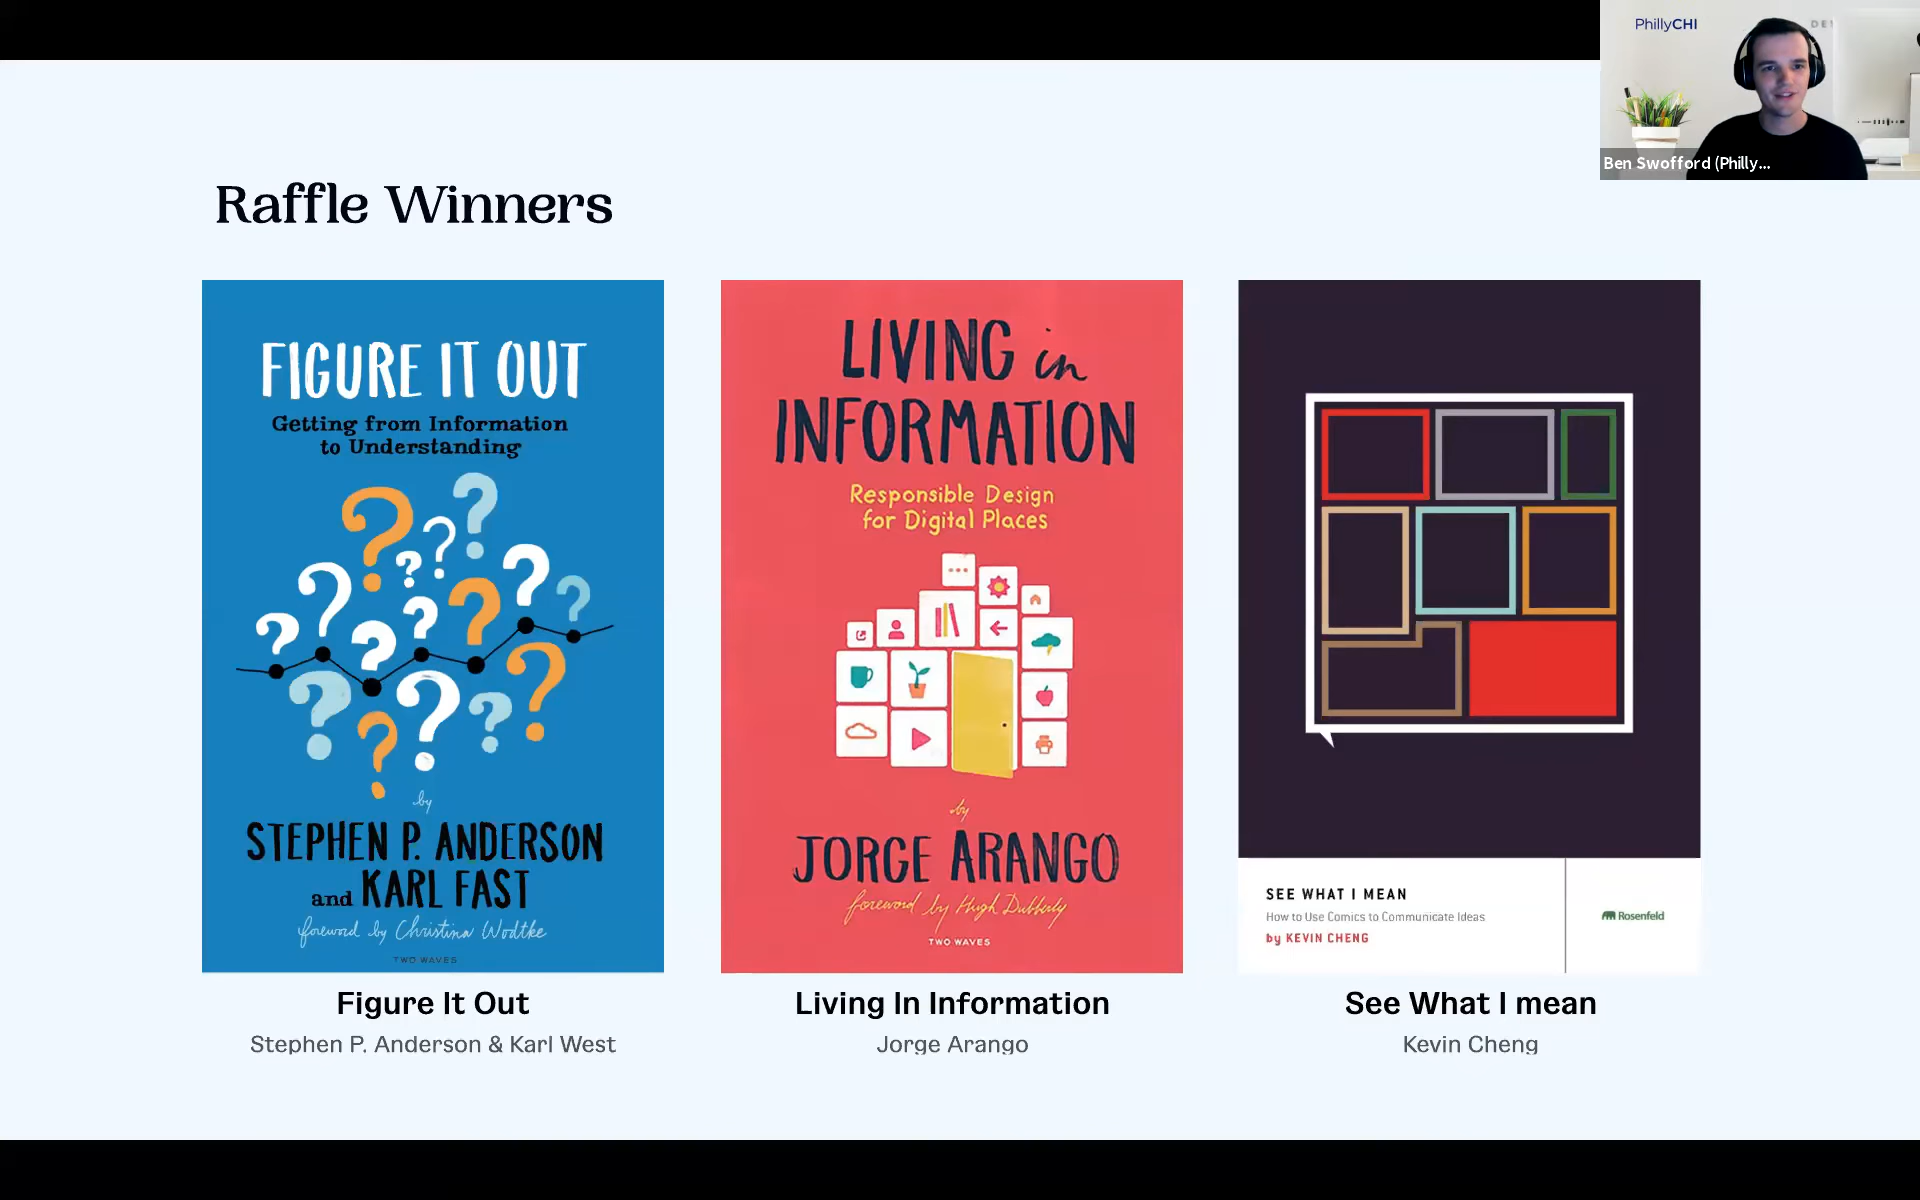 PhillyCHI
Ben Swofford (Philly...
Raffle Winners
FIGURE IT OUT
Getting from Information
to Understanding
by
STEPHEN P. ANDERSON
and KARL FAST
foreword by Christina Wodtke
TWO WAVES
Figure It Out
Stephen P. Anderson & Karl West
LIVING in
INFORMATION
Responsible Design
for Digital Places
by
JORGE ARANGO
foreword by Hugh Dubberly
TWO WAVES
Living In Information
Jorge Arango
SEE WHAT I MEAN
How to Use Comics to Communicate Ideas
by KEVIN CHENG
Rosenfeld
See What I mean
Kevin Cheng